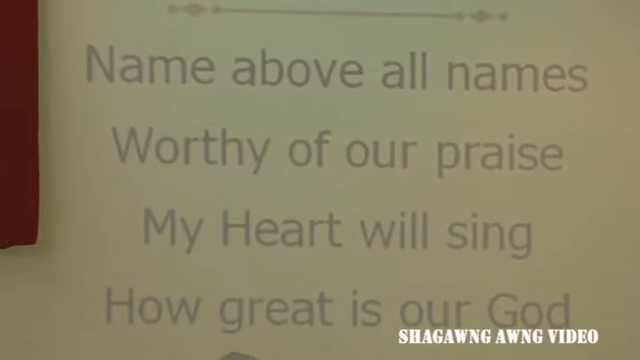 Name above all names
Worthy of our praise
My Heart will sing
How great is our God
SHAGAWNG AWNG VIDEO